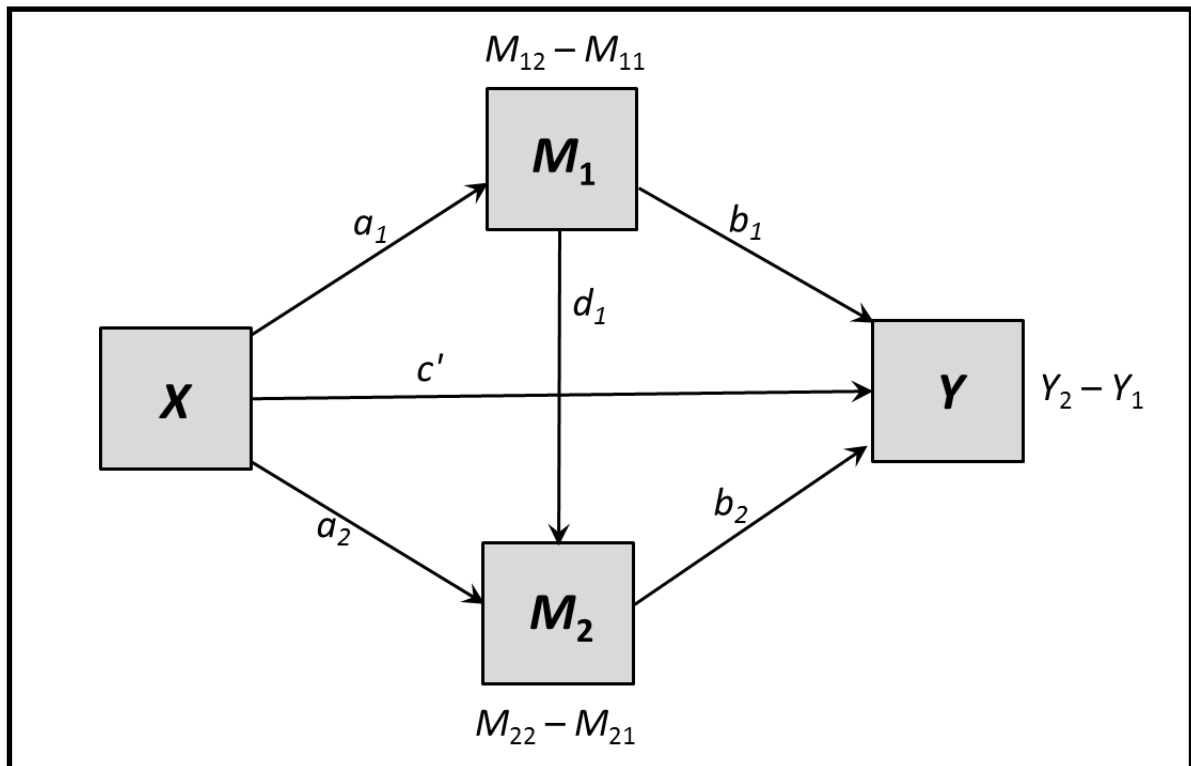 M₁₂ – M₁₁
M₁
a₁
b₁
d₁
X
c'
Y
Y₂ – Y₁
a₂
b₂
M₂
M₂₂ – M₂₁